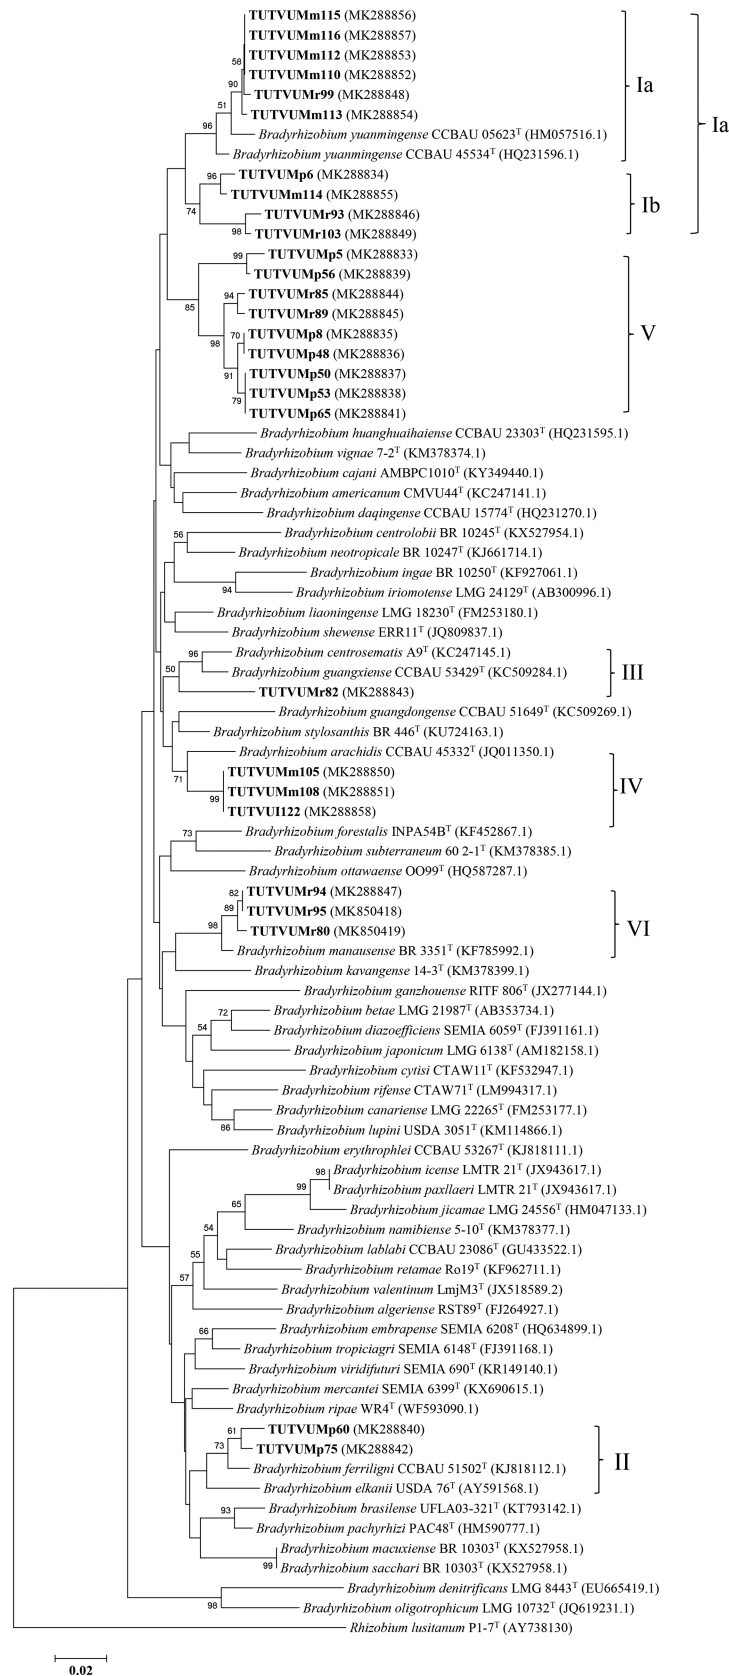 TUTVUMm115 (MK288856)
TUTVUMm116 (MK288857)
TUTVUMm112 (MK288853)
58
TUTVUMm110 (MK288852)
90
Ia
TUTVUMr99 (MK288848)
51
TUTVUMm113 (MK288854)
Ia
96
Bradyrhizobium yuanmingense CCBAU 05623T (HM057516.1)
Bradyrhizobium yuanmingense CCBAU 45534T (HQ231596.1)
96
TUTVUMp6 (MK288834)
TUTVUMm114 (MK288855)
Ib
74
TUTVUMr93 (MK288846)
98
TUTVUMr103 (MK288849)
99
TUTVUMp5 (MK288833)
TUTVUMp56 (MK288839)
94
TUTVUMr85 (MK288844)
85
TUTVUMr89 (MK288845)
70
TUTVUMp8 (MK288835)
V
98
TUTVUMp48 (MK288836)
91
TUTVUMp50 (MK288837)
TUTVUMp53 (MK288838)
79
TUTVUMp65 (MK288841)
Bradyrhizobium huanghuaihaiense CCBAU 23303T (HQ231595.1)
Bradyrhizobium vignae 7-2T (KM378374.1)
Bradyrhizobium cajani AMBPC1010T (KY349440.1)
Bradyrhizobium americanum CMVU44T (KC247141.1)
Bradyrhizobium daqingense CCBAU 15774T (HQ231270.1)
56
Bradyrhizobium centrolobii BR 10245T (KX527954.1)
Bradyrhizobium neotropicale BR 10247T (KJ661714.1)
Bradyrhizobium ingae BR 10250T (KF927061.1)
94
Bradyrhizobium iriomotense LMG 24129T (AB300996.1)
Bradyrhizobium liaoningense LMG 18230T (FM253180.1)
Bradyrhizobium shewense ERR11T (JQ809837.1)
96
Bradyrhizobium centrosematis A9T (KC247145.1)
50
Bradyrhizobium guangxiense CCBAU 53429T (KC509284.1)
III
TUTVUMr82 (MK288843)
Bradyrhizobium guangdongense CCBAU 51649T (KC509269.1)
Bradyrhizobium stylosanthis BR 446T (KU724163.1)
Bradyrhizobium arachidis CCBAU 45332T (JQ011350.1)
71
TUTVUMm105 (MK288850)
99
TUTVUMm108 (MK288851)
IV
TUTVUI122 (MK288858)
73
Bradyrhizobium forestalis INPA54BT (KF452867.1)
Bradyrhizobium subterraneum 60 2-1T (KM378385.1)
Bradyrhizobium ottawaense OO99T (HQ587287.1)
82
TUTVUMr94 (MK288847)
89
TUTVUMr95 (MK850418)
98
TUTVUMr80 (MK850419)
VI
Bradyrhizobium manausense BR 3351T (KF785992.1)
Bradyrhizobium kavangense 14-3T (KM378399.1)
Bradyrhizobium ganzhouense RITF 806T (JX277144.1)
72
Bradyrhizobium betae LMG 21987T (AB353734.1)
54
Bradyrhizobium diazoefficiens SEMIA 6059T (FJ391161.1)
Bradyrhizobium japonicum LMG 6138T (AM182158.1)
Bradyrhizobium cytisi CTAW11T (KF532947.1)
Bradyrhizobium rifense CTAW71T (LM994317.1)
Bradyrhizobium canariense LMG 22265T (FM253177.1)
86
Bradyrhizobium lupini USDA 3051T (KM114866.1)
Bradyrhizobium erythrophlei CCBAU 53267T (KJ818111.1)
98
Bradyrhizobium icense LMTR 21T (JX943617.1)
99
Bradyrhizobium paxllaeri LMTR 21T (JX943617.1)
65
Bradyrhizobium jicamae LMG 24556T (HM047133.1)
54
Bradyrhizobium namibiense 5-10T (KM378377.1)
55
Bradyrhizobium lablabi CCBAU 23086T (GU433522.1)
Bradyrhizobium retamae Ro19T (KF962711.1)
57
Bradyrhizobium valentinum LmjM3T (JX518589.2)
Bradyrhizobium algeriense RST89T (FJ264927.1)
66
Bradyrhizobium embrapense SEMIA 6208T (HQ634899.1)
Bradyrhizobium tropiciagri SEMIA 6148T (FJ391168.1)
Bradyrhizobium viridifuturi SEMIA 690T (KR149140.1)
Bradyrhizobium mercantei SEMIA 6399T (KX690615.1)
Bradyrhizobium ripae WR4T (WF593090.1)
61
TUTVUMp60 (MK288840)
73
TUTVUMp75 (MK288842)
II
Bradyrhizobium ferriligni CCBAU 51502T (KJ818112.1)
Bradyrhizobium elkanii USDA 76T (AY591568.1)
93
Bradyrhizobium brasilense UFLA03-321T (KT793142.1)
Bradyrhizobium pachyrhizi PAC48T (HM590777.1)
Bradyrhizobium macuxiense BR 10303T (KX527958.1)
99
Bradyrhizobium sacchari BR 10303T (KX527958.1)
Bradyrhizobium denitrificans LMG 8443T (EU665419.1)
98
Bradyrhizobium oligotrophicum LMG 10732T (JQ619231.1)
Rhizobium lusitanum P1-7T (AY738130)
0.02